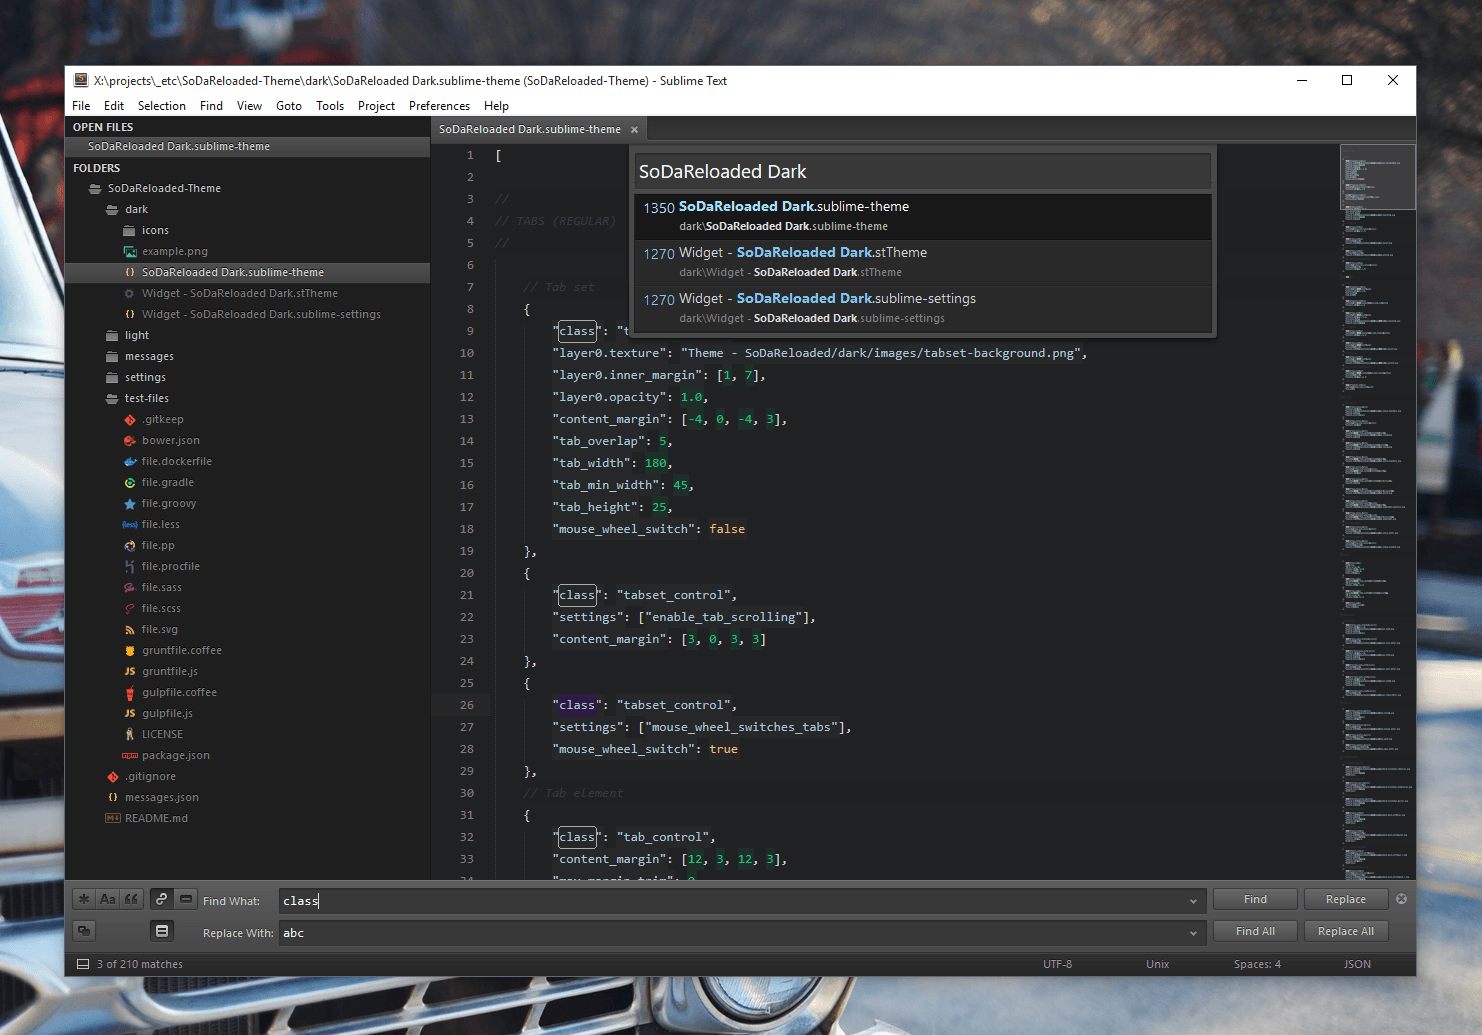 X:\projects\_etc\SoDaReloaded-Theme\dark\SoDaReloaded Dark.sublime-theme (SoDaReloaded-Theme) - Sublime Text
File Edit Selection Find View Goto Tools Project Preferences Help
OPEN FILES
SoDaReloaded Dark.sublime-theme
FOLDERS
SoDaReloaded-Theme
dark
icons
example.png
SoDaReloaded Dark.sublime-theme
Widget - SoDaReloaded Dark.stTheme
Widget - SoDaReloaded Dark.sublime-settings
light
messages
settings
test-files
.gitkeep
bower.json
file.dockerfile
file.gradle
file.groovy
{less} file.less
file.pp
file.procfile
file.sass
file.scss
file.svg
gruntfile.coffee
JS gruntfile.js
gulpfile.coffee
JS gulpfile.js
LICENSE
package.json
.gitignore
messages.json
README.md
SoDaReloaded Dark.sublime-theme
SoDaReloaded Dark
1350 SoDaReloaded Dark.sublime-theme
dark\SoDaReloaded Dark.sublime-theme
1270 Widget - SoDaReloaded Dark.stTheme
dark\Widget - SoDaReloaded Dark.stTheme
1270 Widget - SoDaReloaded Dark.sublime-settings
dark\Widget - SoDaReloaded Dark.sublime-settings
1 [
2
3 //
4 // TABS (REGULAR)
5 //
6
7 // Tab set
8 {
9 "class": "t
10 "layer0.texture": "Theme - SoDaReloaded/dark/images/tabset-background.png",
11 "layer0.inner_margin": [1, 7],
12 "layer0.opacity": 1.0,
13 "content_margin": [-4, 0, -4, 3],
14 "tab_overlap": 5,
15 "tab_width": 180,
16 "tab_min_width": 45,
17 "tab_height": 25,
18 "mouse_wheel_switch": false
19 },
20 {
21 "class": "tabset_control",
22 "settings": ["enable_tab_scrolling"],
23 "content_margin": [3, 0, 3, 3]
24 },
25 {
26 "class": "tabset_control",
27 "settings": ["mouse_wheel_switches_tabs"],
28 "mouse_wheel_switch": true
29 },
30 // Tab element
31 {
32 "class": "tab_control",
33 "content_margin": [12, 3, 12, 3],
Aa Find What: class Find Replace
Replace With: abc Find All Replace All
3 of 210 matches UTF-8 Unix Spaces: 4 JSON